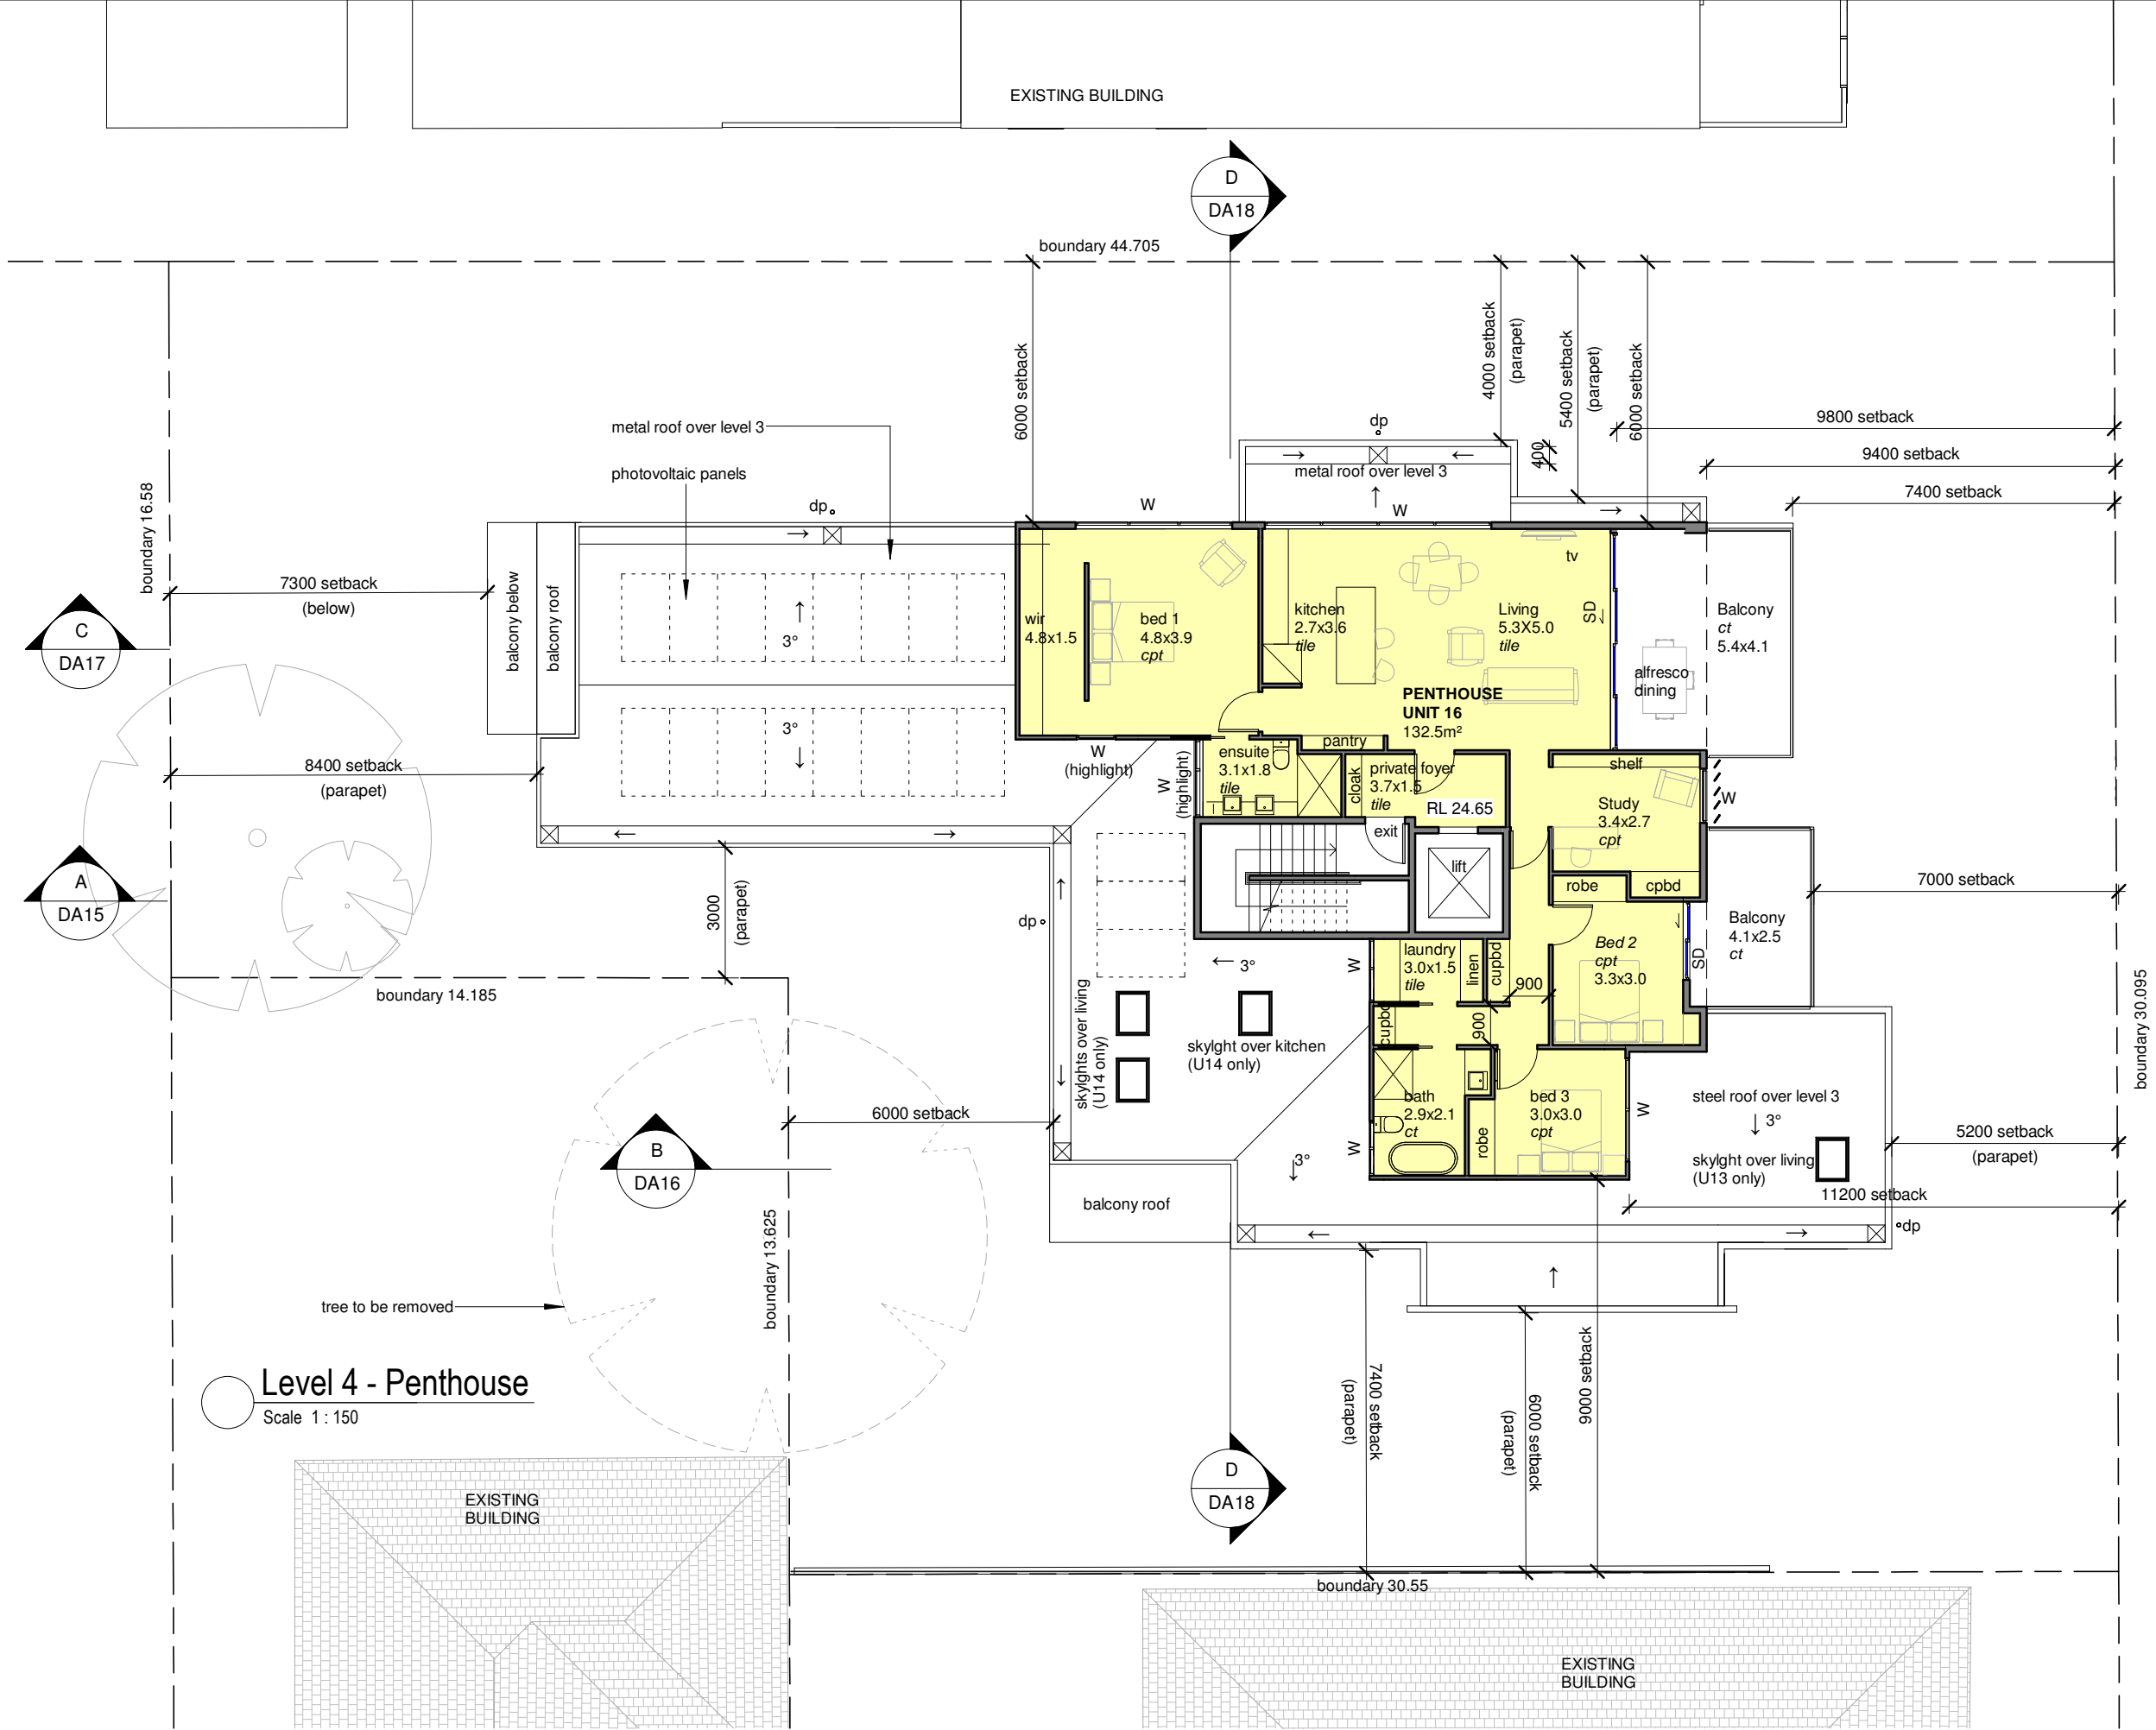 EXISTING BUILDING
D
DA18
boundary 44.705
6000 setback
4000 setback
(parapet)
5400 setback
(parapet)
6000 setback
9800 setback
9400 setback
7400 setback
400
metal roof over level 3
photovoltaic panels
dp
dp
metal roof over level 3
W
W
boundary 16.58
7300 setback
(below)
balcony below
balcony roof
3°
3°
C
DA17
8400 setback
(parapet)
wir
4.8x1.5
bed 1
4.8x3.9
cpt
kitchen
2.7x3.6
tile
Living
5.3X5.0
tile
tv
SD
Balcony
ct
5.4x4.1
alfresco
dining
PENTHOUSE
UNIT 16
132.5m²
W
(highlight)
W
(highlight)
ensuite
3.1x1.8
tile
pantry
cloak
private foyer
3.7x1.5
tile
RL 24.65
shelf
Study
3.4x2.7
cpt
W
exit
lift
robe
cpbd
7000 setback
A
DA15
3000
(parapet)
dp
3°
W
laundry
3.0x1.5
tile
linen
cupbd
900
Bed 2
cpt
3.3x3.0
SD
Balcony
4.1x2.5
ct
boundary 14.185
boundary 30.095
skylghts over living
(U14 only)
skylght over kitchen
(U14 only)
cupbd
900
bath
2.9x2.1
ct
bed 3
3.0x3.0
cpt
robe
W
W
steel roof over level 3
3°
skylght over living
(U13 only)
5200 setback
(parapet)
11200 setback
6000 setback
B
DA16
3°
balcony roof
dp
boundary 13.625
tree to be removed
7400 setback
(parapet)
6000 setback
(parapet)
9000 setback
Level 4 - Penthouse
Scale 1 : 150
D
DA18
EXISTING
BUILDING
boundary 30.55
EXISTING
BUILDING